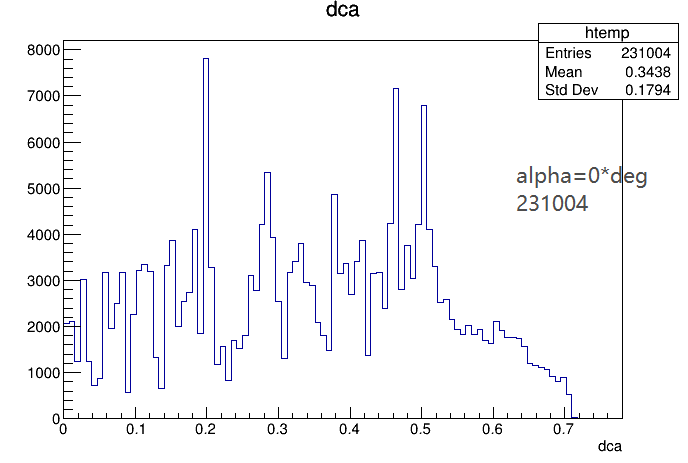 dca
htemp
Entries 231004
Mean 0.3438
Std Dev 0.1794
alpha=0*deg
231004
8000
7000
6000
5000
4000
3000
2000
1000
0
0 0.1 0.2 0.3 0.4 0.5 0.6 0.7
dca